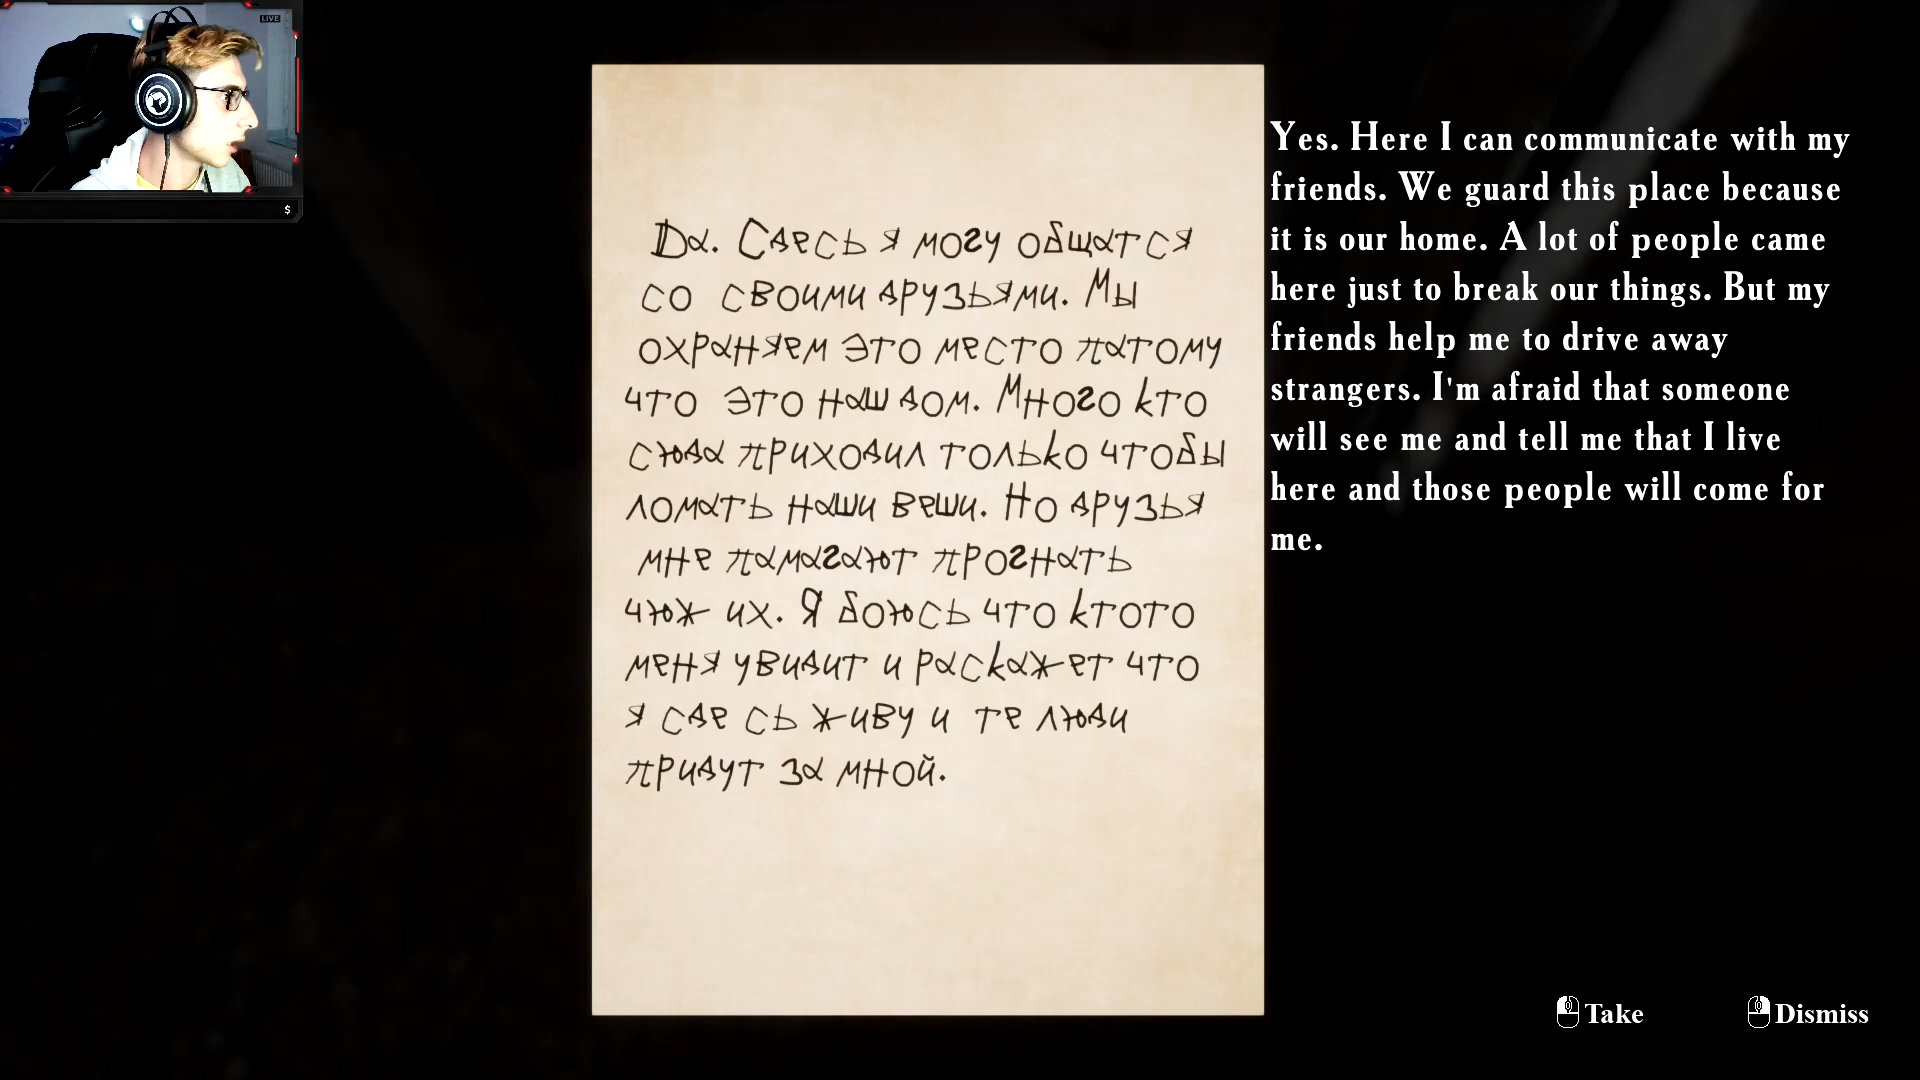 LIVE
$
Да. Сдесь я могу общатся
со своими друзьями. Мы
охраняем это место патому
что это наш дом. Много кто
сюда приходил только чтобы
ломать наши веши. Но друзья
мне памагают прогнать
чюж их. Я боюсь что ктото
меня увидит и раскажет что
я сде сь живу и те люди
придут за мной.
Yes. Here I can communicate with my
friends. We guard this place because
it is our home. A lot of people came
here just to break our things. But my
friends help me to drive away
strangers. I'm afraid that someone
will see me and tell me that I live
here and those people will come for
me.
Take
Dismiss